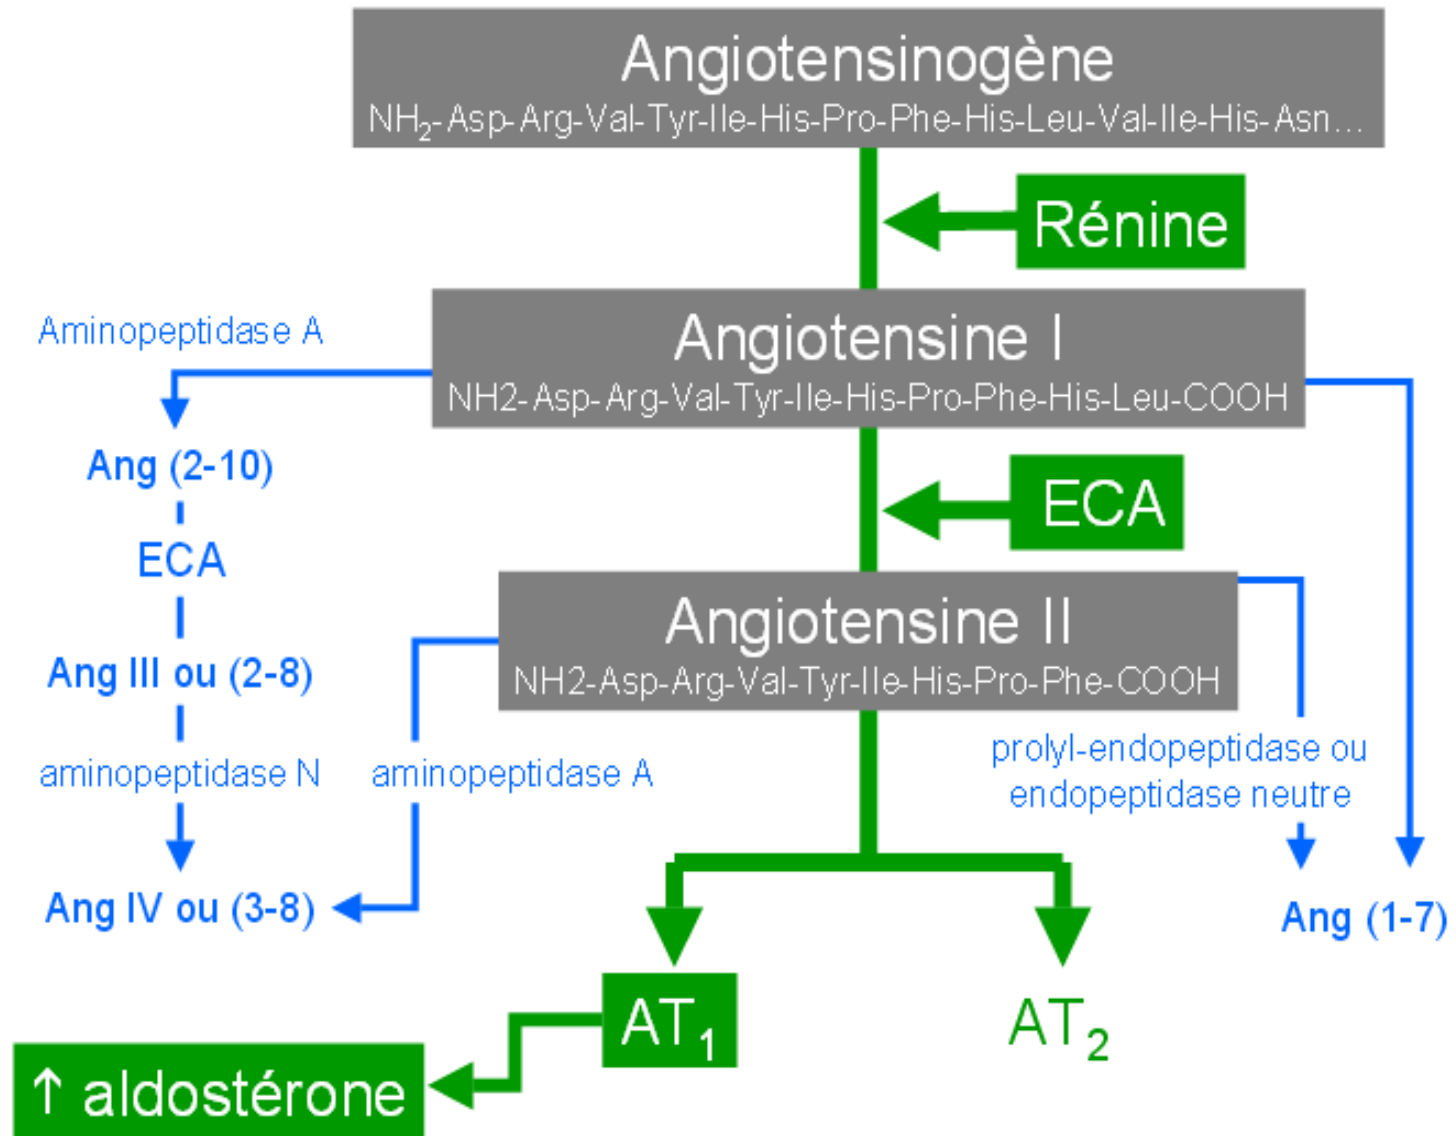 Angiotensinogène
NH₂-Asp-Arg-Val-Tyr-Ile-His-Pro-Phe-His-Leu-Val-Ile-His-Asn...
Rénine
Aminopeptidase A
Angiotensine I
NH2-Asp-Arg-Val-Tyr-Ile-His-Pro-Phe-His-Leu-COOH
Ang (2-10)
ECA
ECA
Angiotensine II
NH2-Asp-Arg-Val-Tyr-Ile-His-Pro-Phe-COOH
Ang III ou (2-8)
aminopeptidase N
aminopeptidase A
prolyl-endopeptidase ou
endopeptidase neutre
Ang IV ou (3-8)
Ang (1-7)
AT₁
AT₂
↑ aldostérone